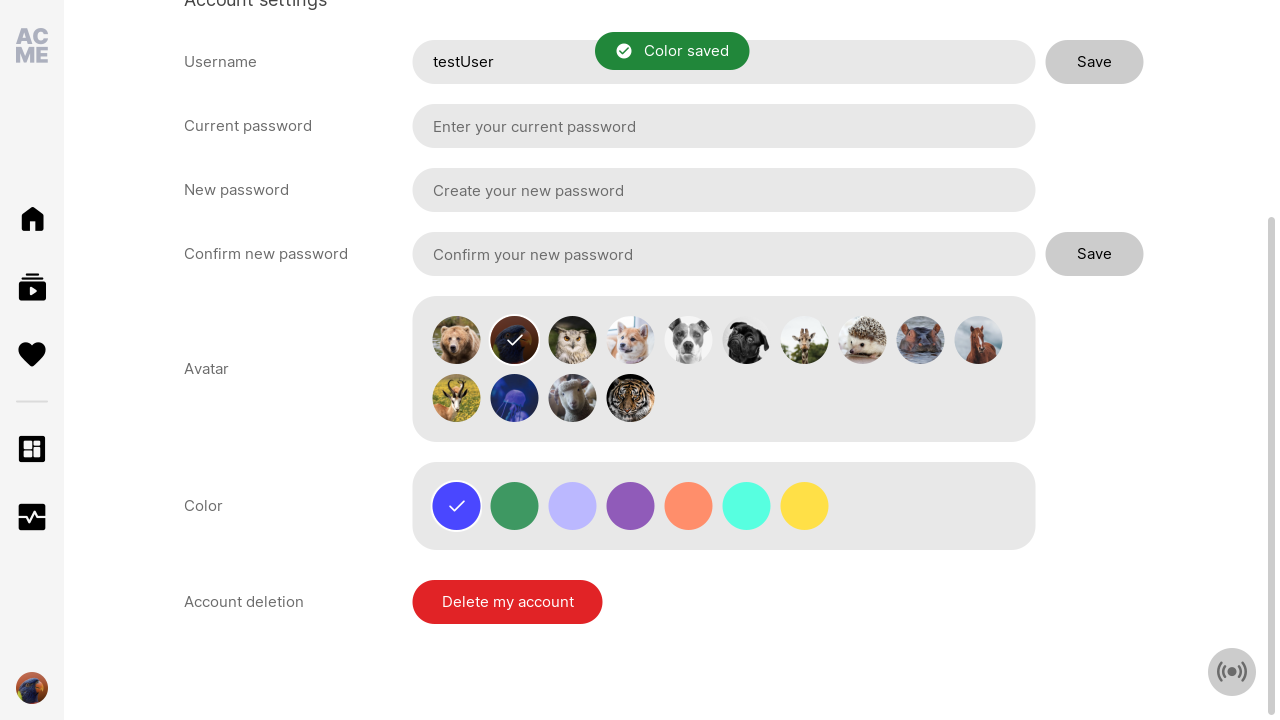 AC
ME
Account settings
Color saved
Username
testUser
Save
Current password
Enter your current password
New password
Create your new password
Confirm new password
Confirm your new password
Save
Avatar
Color
Account deletion
Delete my account